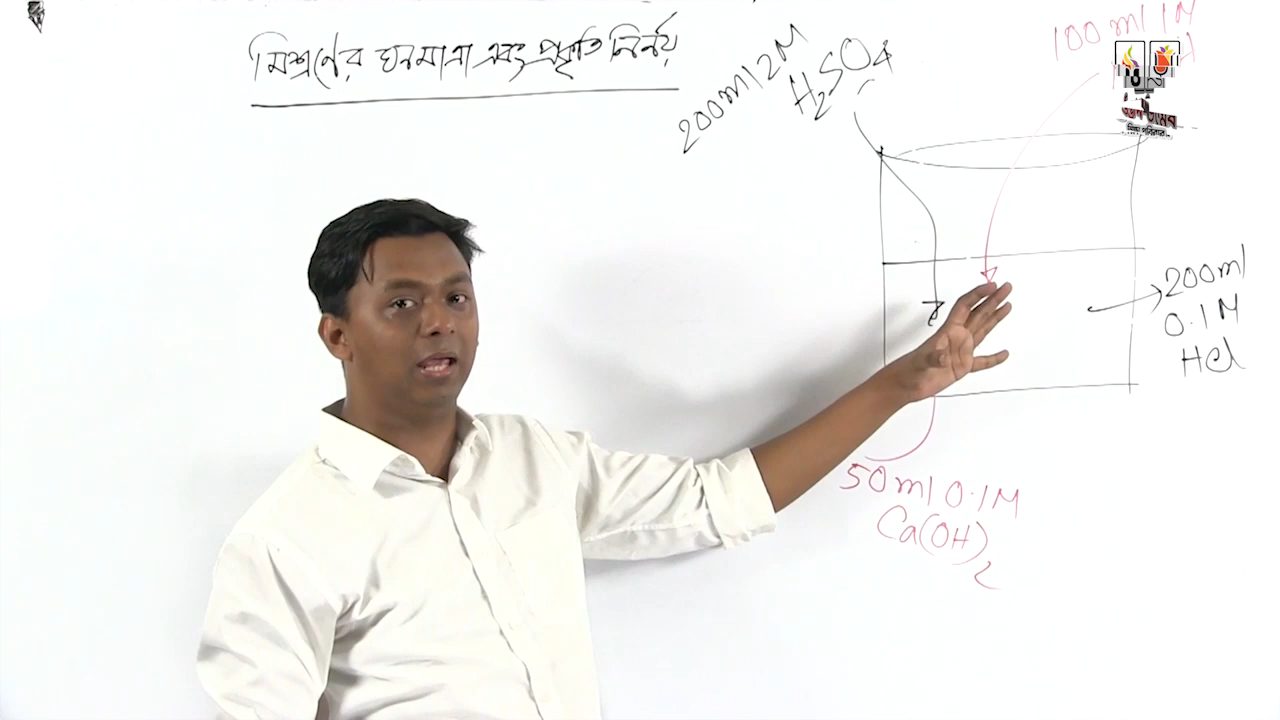 মিশ্রণের ঘনমাত্রা এবং প্রকৃতি নির্ণয়
200ml 2M
H₂SO₄
100 ml 1M
200ml
0.1M
HCl
50ml 0.1M
Ca(OH)₂